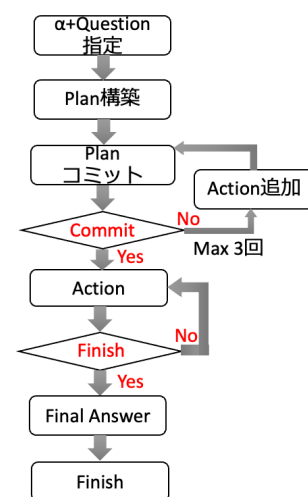 α+Question
指定
Plan構築
Plan
コミット
Action追加
Commit
No
Max 3回
Yes
Action
No
Finish
Yes
Final Answer
Finish